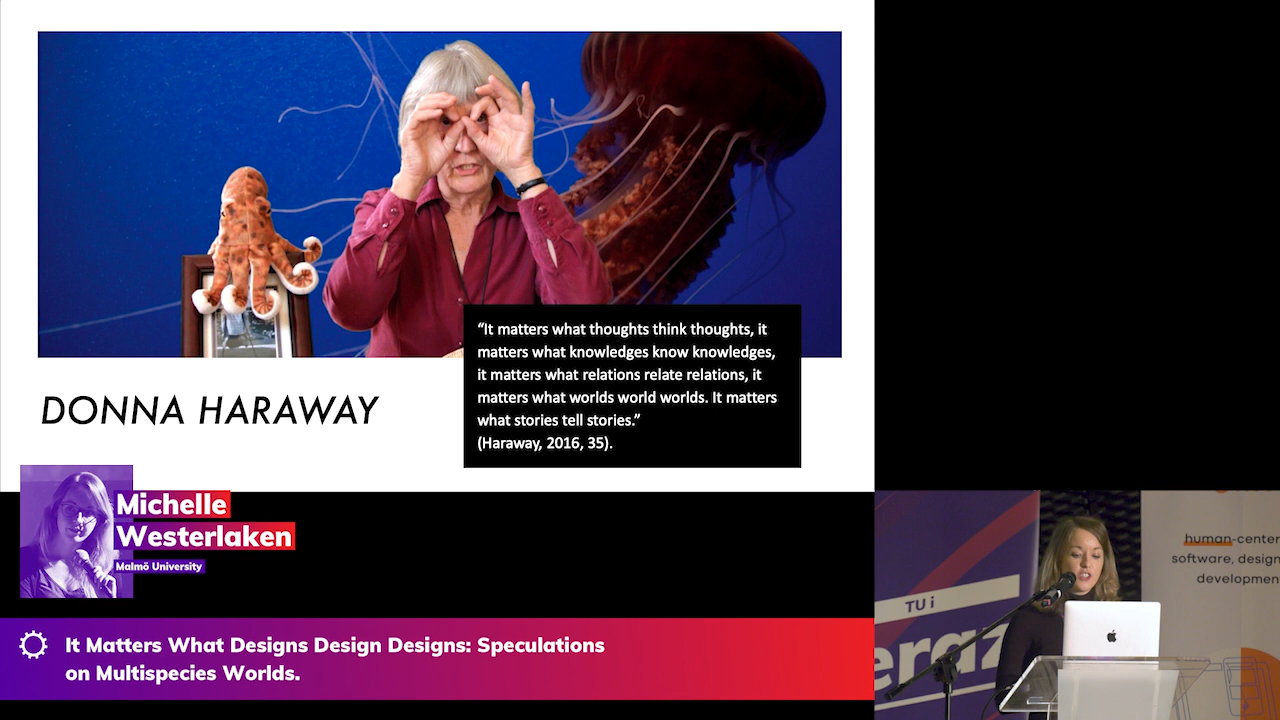 “It matters what thoughts think thoughts, it
matters what knowledges know knowledges,
it matters what relations relate relations, it
matters what worlds world worlds. It matters
what stories tell stories.”
(Haraway, 2016, 35).
DONNA HARAWAY
Michelle
Westerlaken
Malmö University
It Matters What Designs Design Designs: Speculations
on Multispecies Worlds.
TU i
eraz
human-center
software, design
development